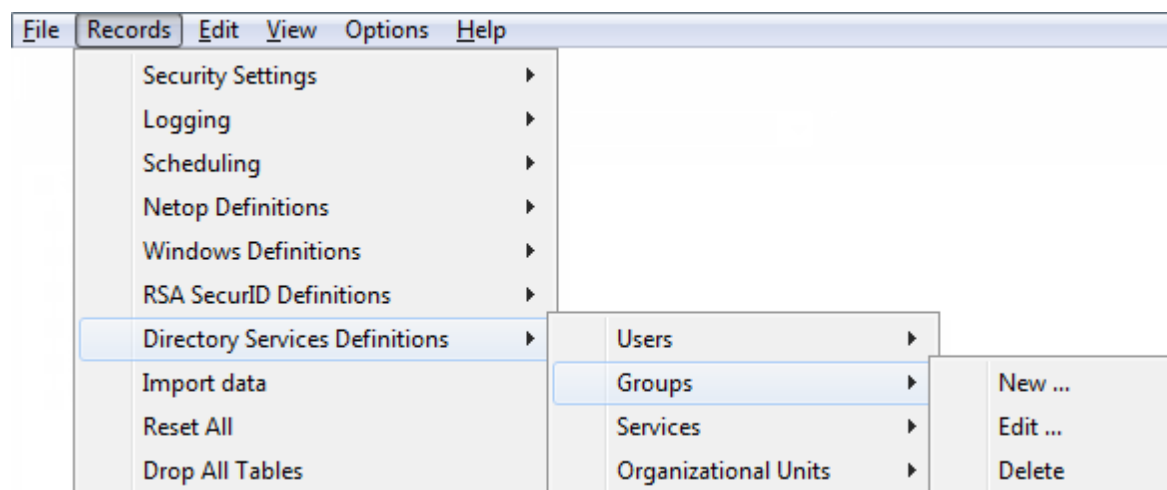 File Records Edit View Options Help
Security Settings
Logging
Scheduling
Netop Definitions
Windows Definitions
RSA SecurID Definitions
Directory Services Definitions
Import data
Reset All
Drop All Tables
Users
Groups
Services
Organizational Units
New ...
Edit ...
Delete